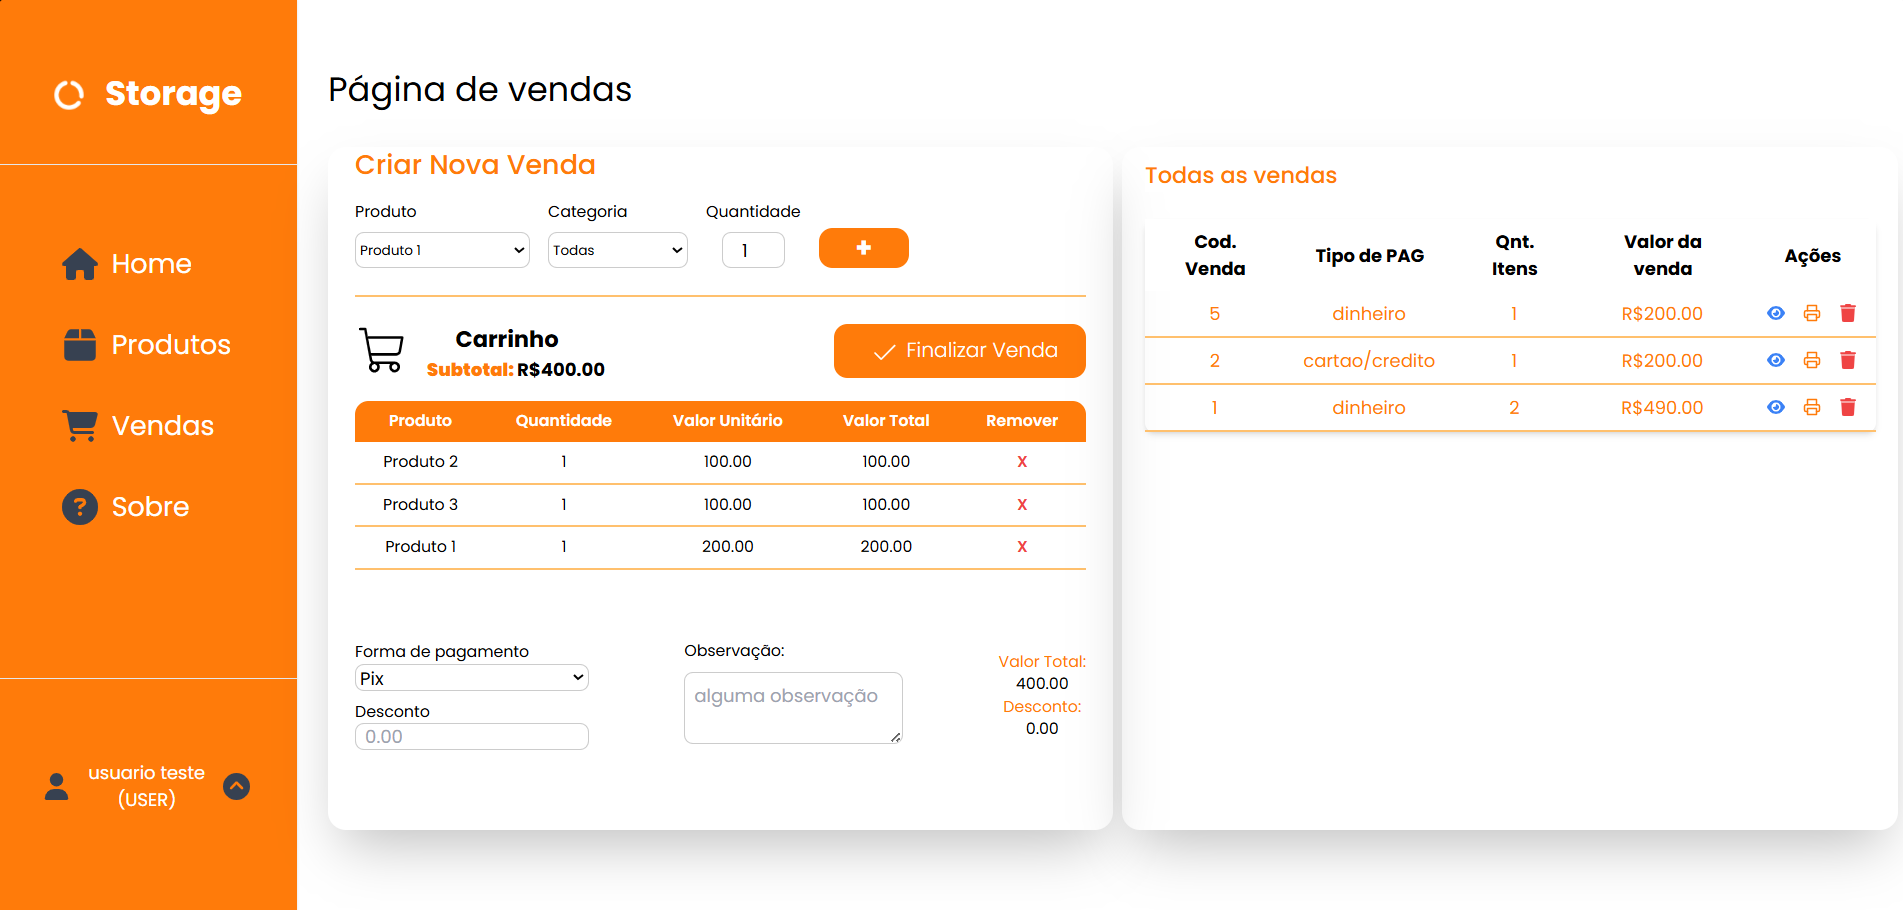 Storage
Home
Produtos
Vendas
? Sobre
usuario teste
(USER)
Página de vendas
Criar Nova Venda
Produto Categoria Quantidade
Produto 1 Todas 1 +
Carrinho
Subtotal: R$400.00
Finalizar Venda
Produto Quantidade Valor Unitário Valor Total Remover
Produto 2 1 100.00 100.00 X
Produto 3 1 100.00 100.00 X
Produto 1 1 200.00 200.00 X
Forma de pagamento
Pix
Desconto
0.00
Observação:
alguma observação
Valor Total:
400.00
Desconto:
0.00
Todas as vendas
Cod. Venda Tipo de PAG Qnt. Itens Valor da venda Ações
5 dinheiro 1 R$200.00
2 cartao/credito 1 R$200.00
1 dinheiro 2 R$490.00